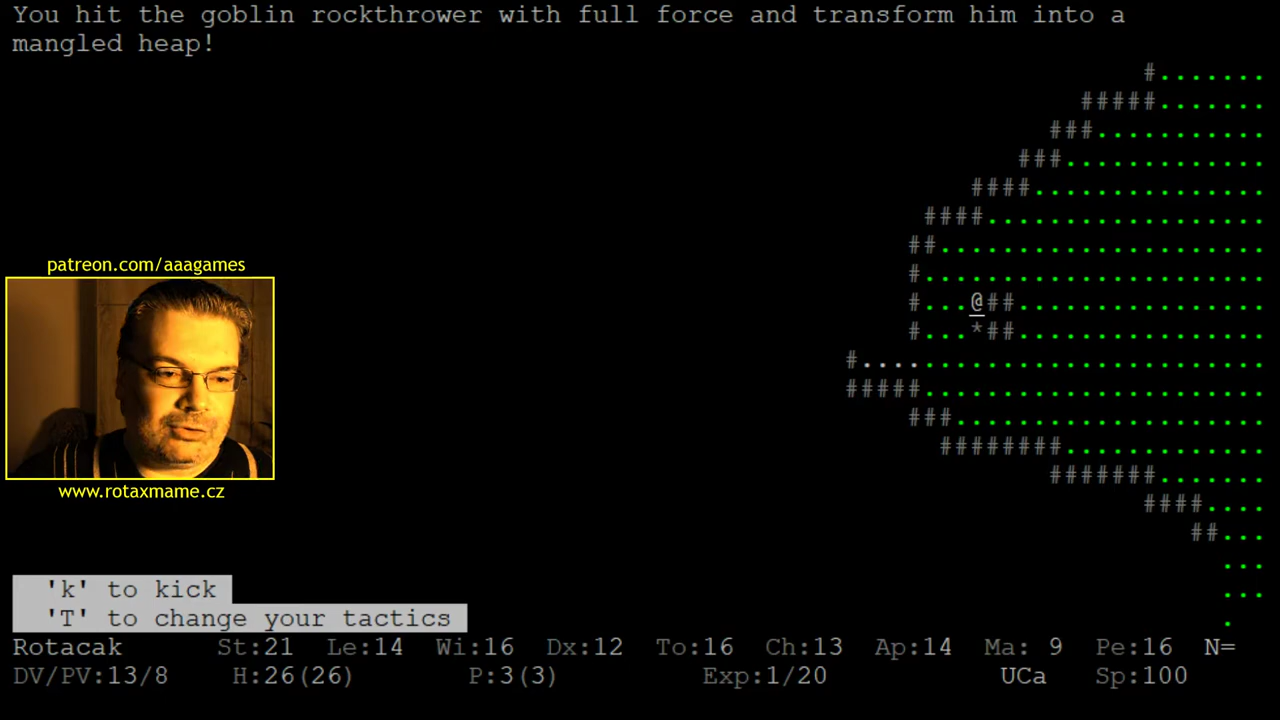 You hit the goblin rockthrower with full force and transform him into a
mangled heap!
#.......
#####.......
###...........
###.............
####...............
####..................
##.....................
#......................
#...@##................
#...*##................
#..........................
#####......................
###....................
########.............
#######.......
####....
##...
...
...
.
patreon.com/aaagames
www.rotaxmame.cz
'k' to kick
'T' to change your tactics
Rotacak St:21 Le:14 Wi:16 Dx:12 To:16 Ch:13 Ap:14 Ma: 9 Pe:16 N=
DV/PV:13/8 H:26(26) P:3(3) Exp:1/20 UCa Sp:100